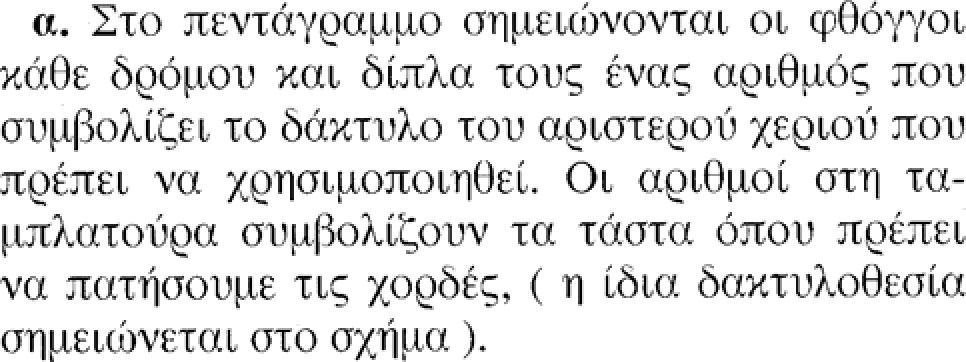 α. Στο πεντάγραμμο σημειώνονται οι φθόγγοι
κάθε δρόμου και δίπλα τους ένας αριθμός που
συμβολίζει το δάκτυλο του αριστερού χεριού που
πρέπει να χρησιμοποιηθεί. Οι αριθμοί στη τα-
μπλατούρα συμβολίζουν τα τάστα όπου πρέπει
να πατήσουμε τις χορδές, ( η ίδια δακτυλοθεσία
σημειώνεται στο σχήμα ).